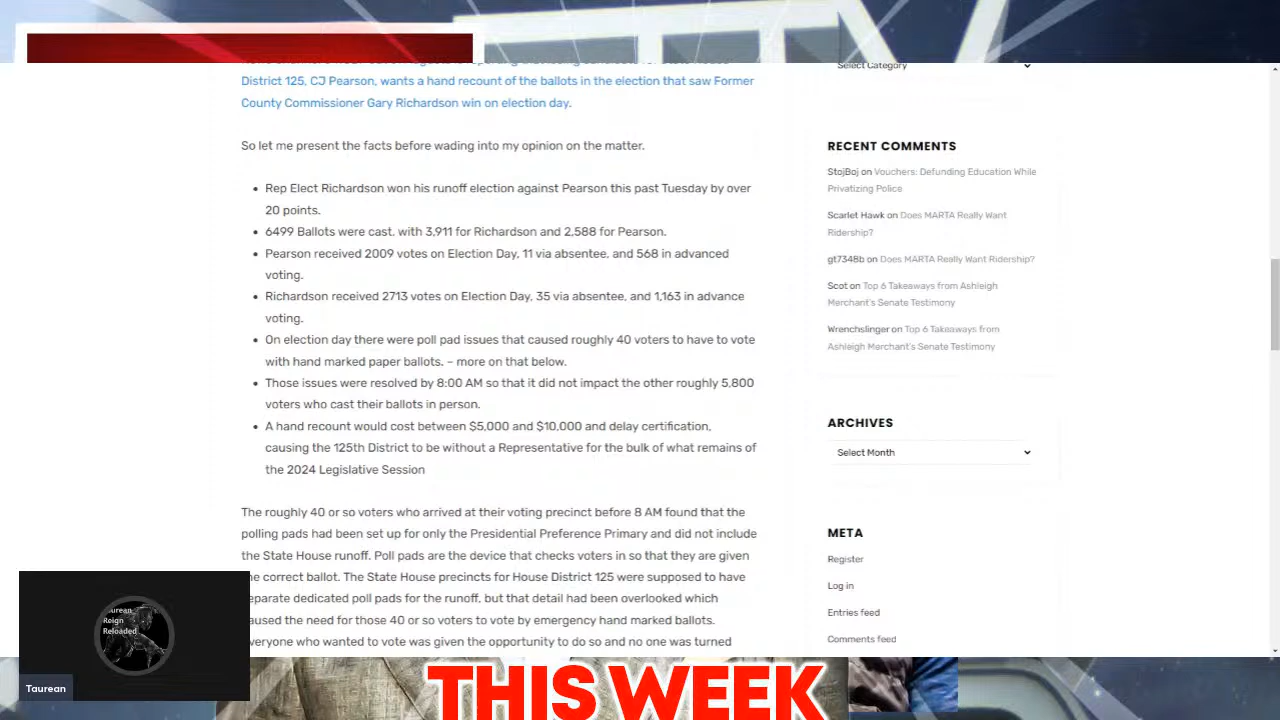 District 125, CJ Pearson, wants a hand recount of the ballots in the election that saw Former
County Commissioner Gary Richardson win on election day.
So let me present the facts before wading into my opinion on the matter.
Rep Elect Richardson won his runoff election against Pearson this past Tuesday by over
20 points.
6499 Ballots were cast, with 3,911 for Richardson and 2,588 for Pearson.
Pearson received 2009 votes on Election Day, 11 via absentee, and 568 in advanced
voting.
Richardson received 2713 votes on Election Day, 35 via absentee, and 1,163 in advance
voting.
On election day there were poll pad issues that caused roughly 40 voters to have to vote
with hand marked paper ballots. – more on that below.
Those issues were resolved by 8:00 AM so that it did not impact the other roughly 5,800
voters who cast their ballots in person.
A hand recount would cost between $5,000 and $10,000 and delay certification,
causing the 125th District to be without a Representative for the bulk of what remains of
the 2024 Legislative Session
The roughly 40 or so voters who arrived at their voting precinct before 8 AM found that the
polling pads had been set up for only the Presidential Preference Primary and did not include
the State House runoff. Poll pads are the device that checks voters in so that they are given
he correct ballot. The State House precincts for House District 125 were supposed to have
eparate dedicated poll pads for the runoff, but that detail had been overlooked which
aused the need for those 40 or so voters to vote by emergency hand marked ballots.
veryone who wanted to vote was given the opportunity to do so and no one was turned
Select Category
RECENT COMMENTS
StojBoj on Vouchers: Defunding Education While
Privatizing Police
Scarlet Hawk on Does MARTA Really Want
Ridership?
gt7348b on Does MARTA Really Want Ridership?
Scot on Top 6 Takeaways from Ashleigh
Merchant's Senate Testimony
Wrenchslinger on Top 6 Takeaways from
Ashleigh Merchant's Senate Testimony
ARCHIVES
Select Month
META
Register
Log in
Entries feed
Comments feed
Taurean
Reign
Reloaded
Taurean
THIS WEEK